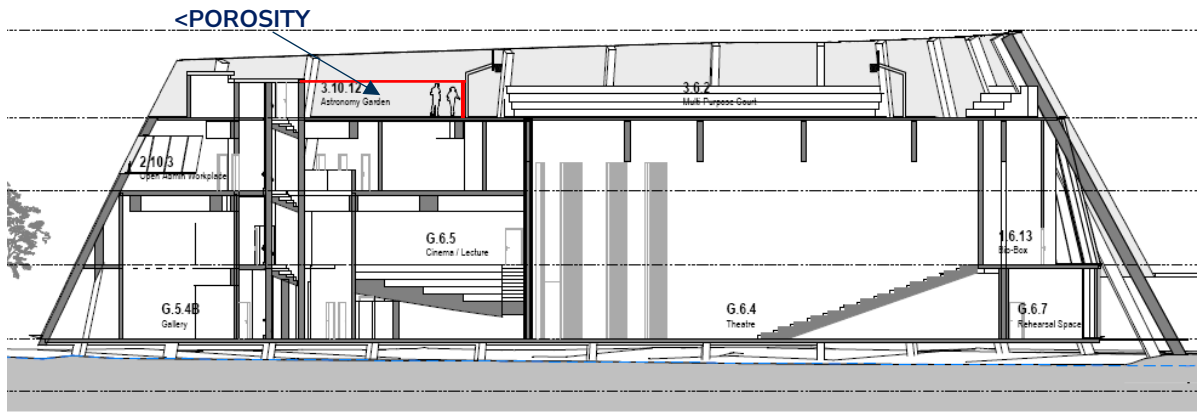 <POROSITY
3.10.12
Astronomy Garden
3.6.2
Multi Purpose Court
2.10.3
Open Admin Workplace
G.6.5
Cinema / Lecture
1.6.13
Bio-Box
G.5.4B
Gallery
G.6.4
Theatre
G.6.7
Rehearsal Space